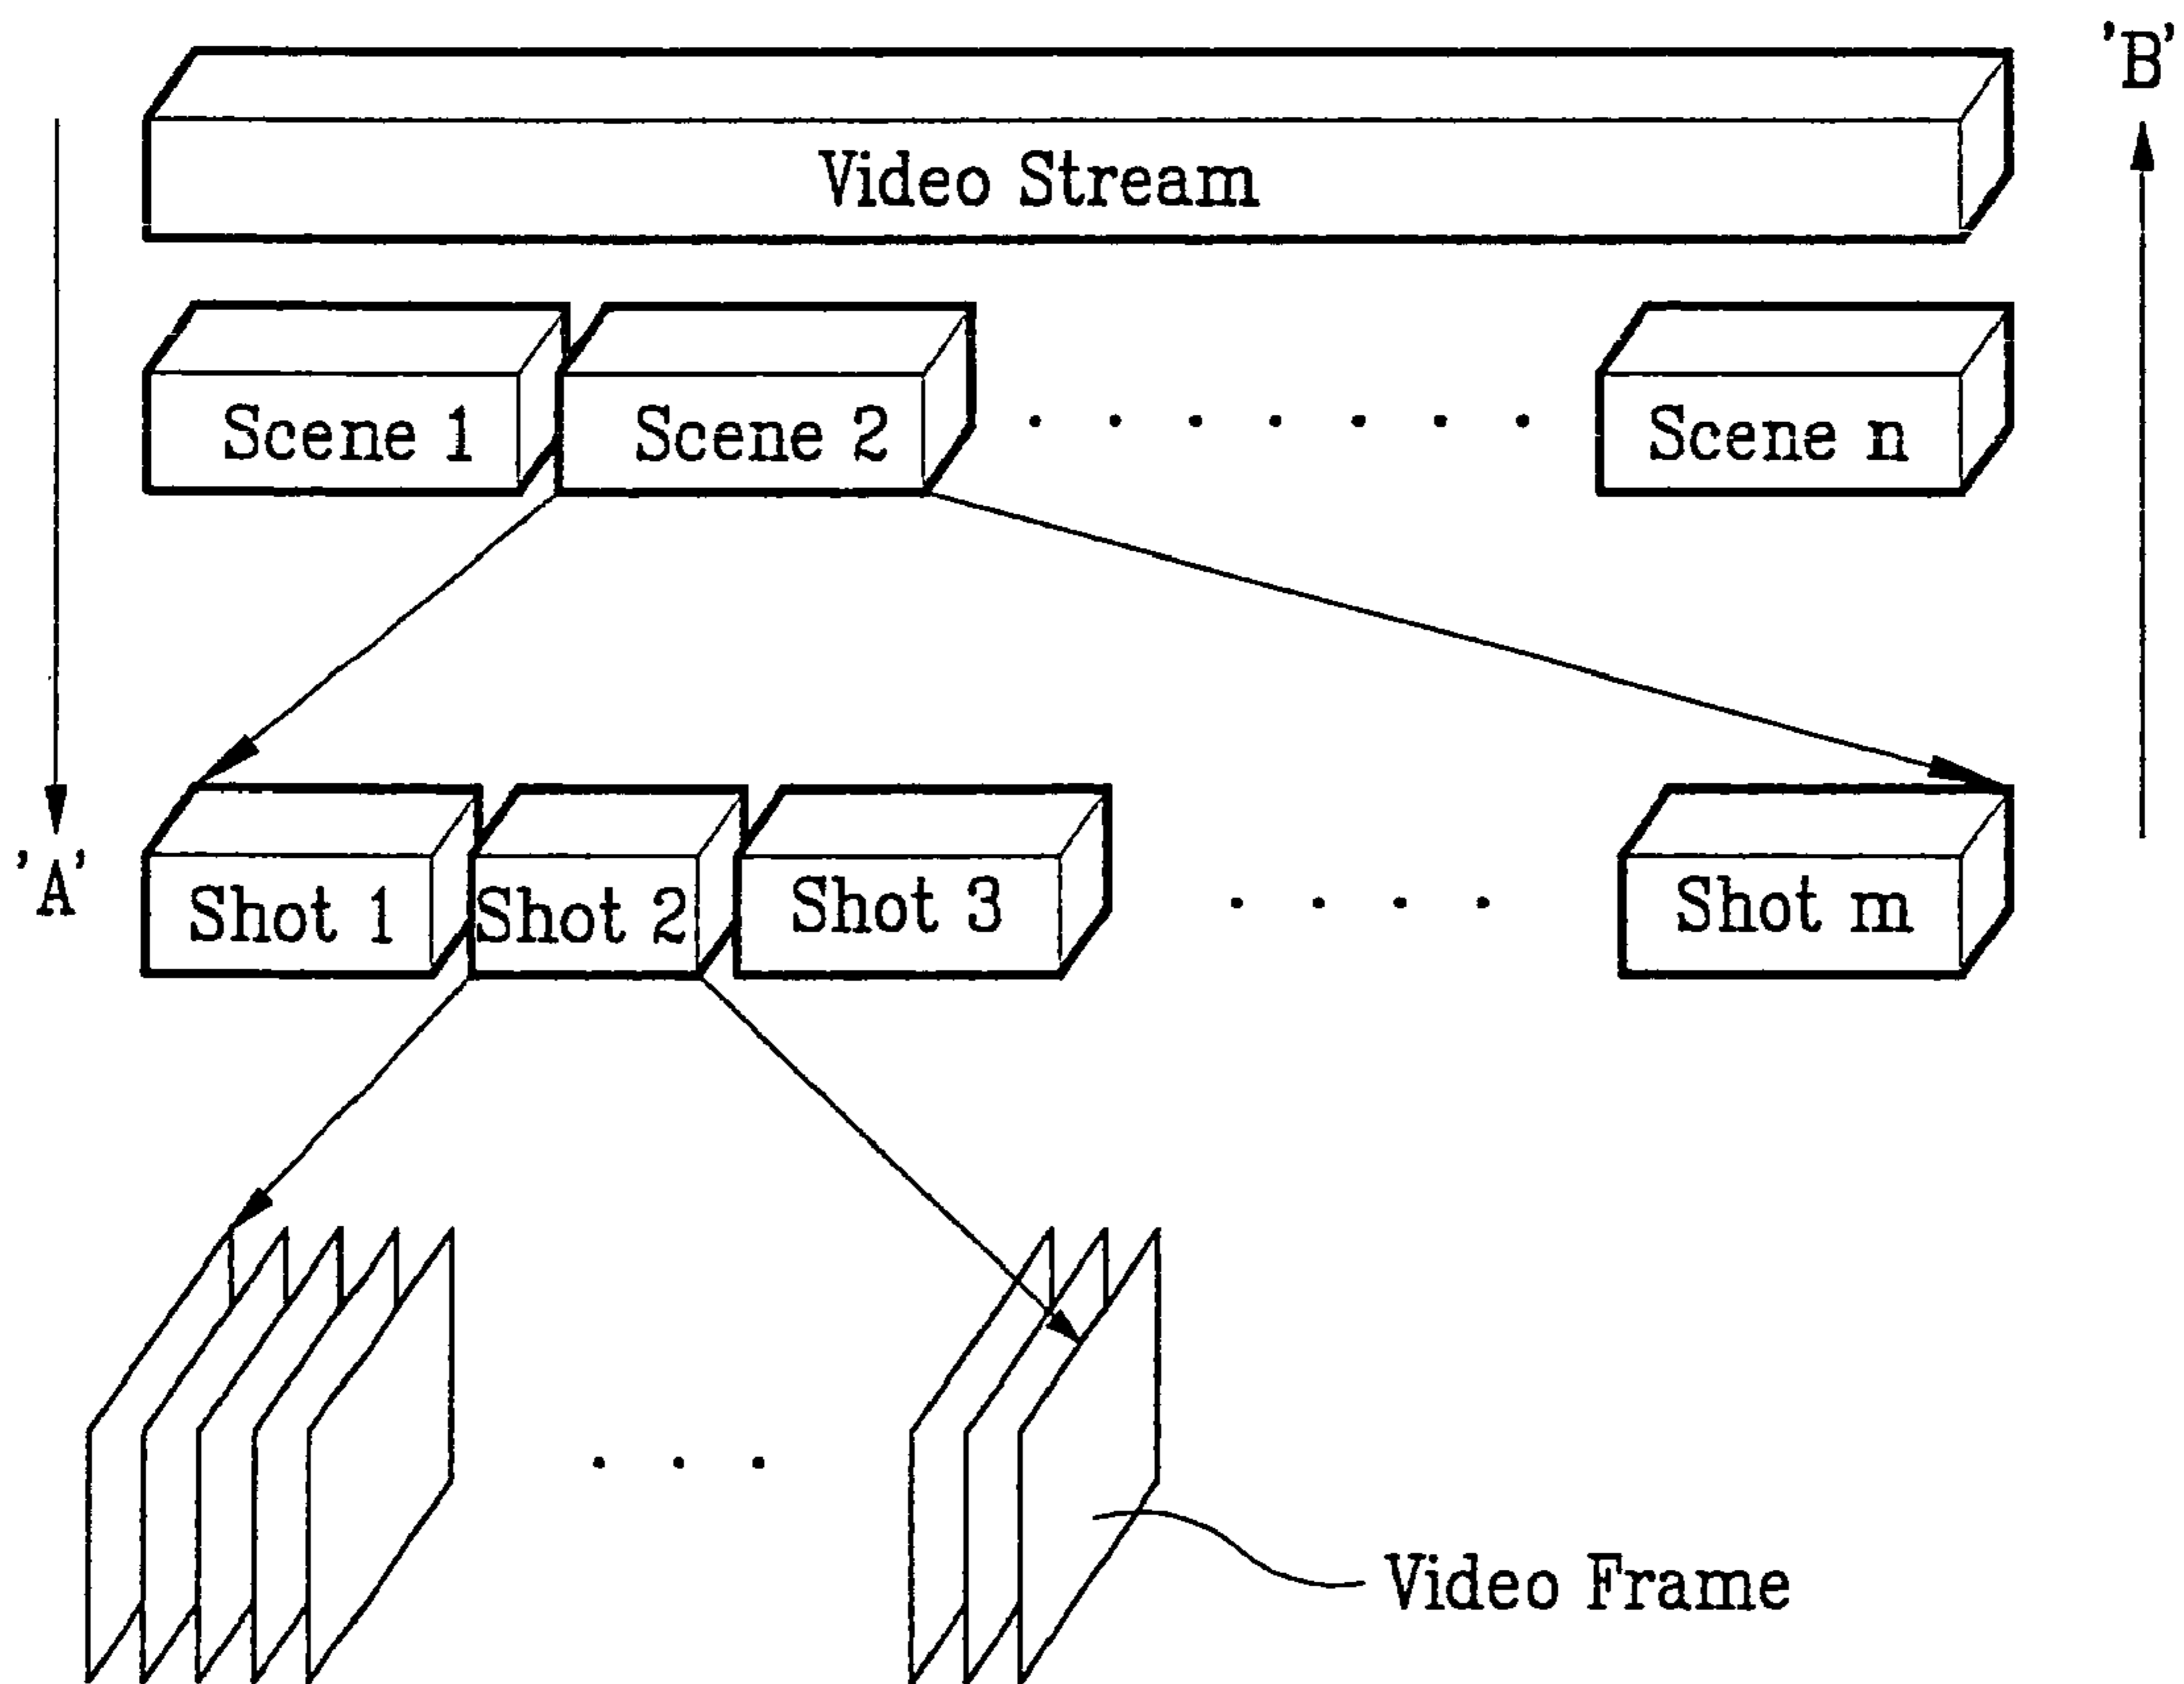 'B'
Video Stream
Scene 1
Scene 2
Scene n
'A'
Shot 1
Shot 2
Shot 3
Shot m
Video Frame